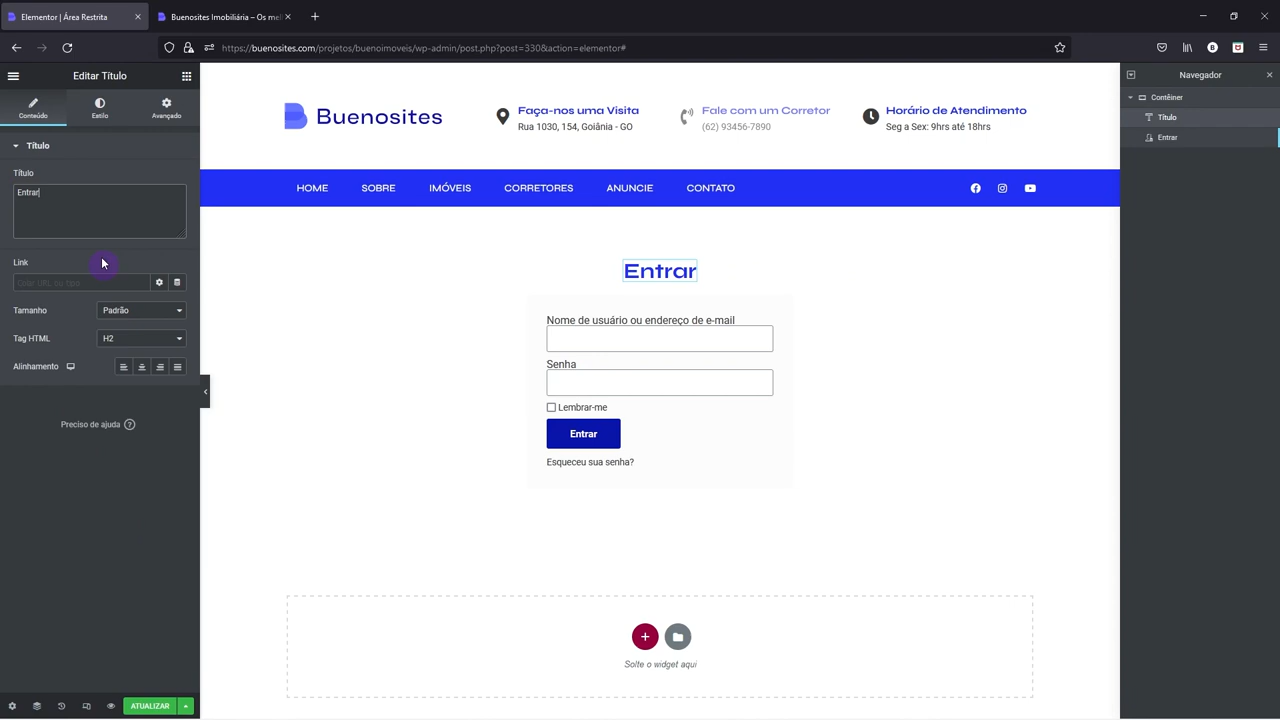 Elementor | Área Restrita
Buenosites Imobiliária – Os mel
https://buenosites.com/projetos/buenoimoveis/wp-admin/post.php?post=330&action=elementor#
Editar Título
Conteúdo
Estilo
Avançado
Título
Título
Entrar
Link
Colar URL ou tipo
Tamanho
Padrão
Tag HTML
H2
Alinhamento
Preciso de ajuda ?
ATUALIZAR
Buenosites
Faça-nos uma Visita
Rua 1030, 154, Goiânia - GO
Fale com um Corretor
(62) 93456-7890
Horário de Atendimento
Seg a Sex: 9hrs até 18hrs
HOME
SOBRE
IMÓVEIS
CORRETORES
ANUNCIE
CONTATO
Entrar
Nome de usuário ou endereço de e-mail
Senha
Lembrar-me
Entrar
Esqueceu sua senha?
Solte o widget aqui
Navegador
Contêiner
Título
Entrar